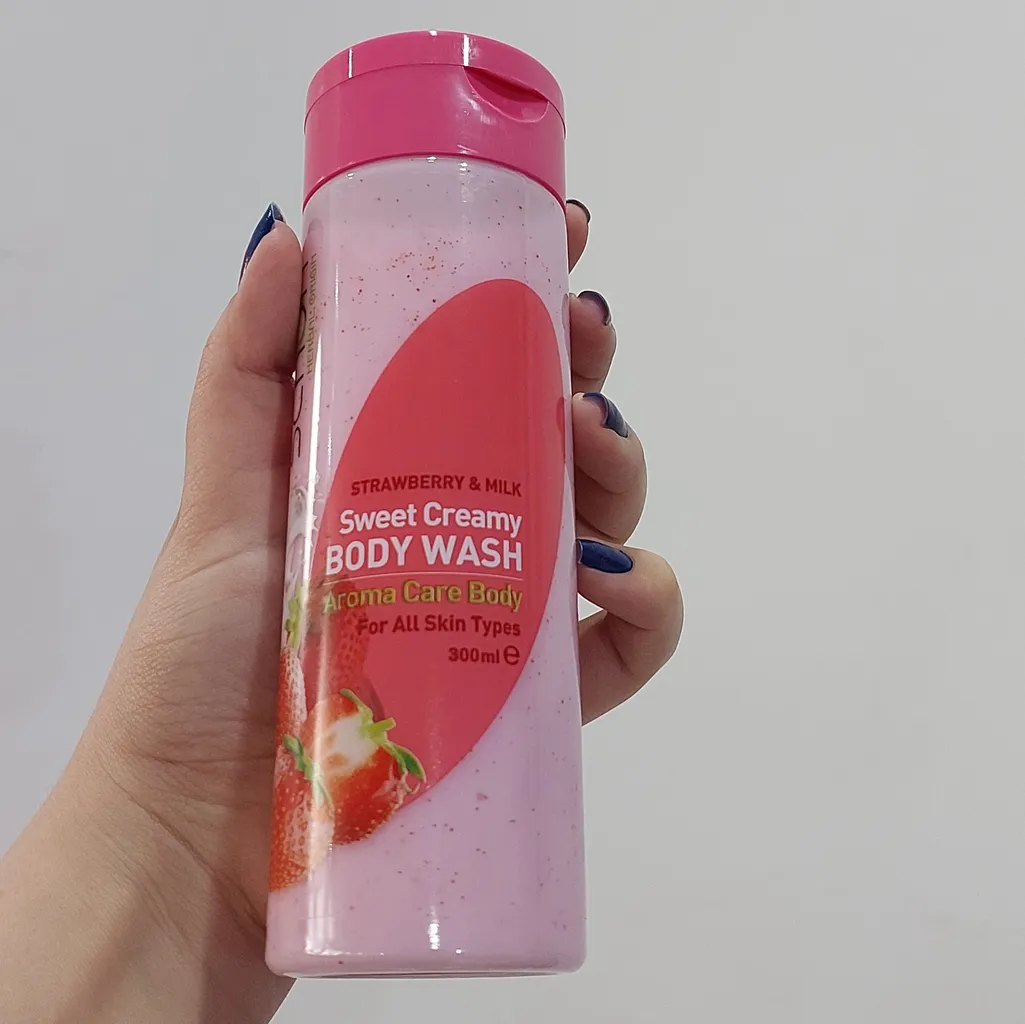 STRAWBERRY & MILK
Sweet Creamy
BODY WASH
Aroma Care Body
For All Skin Types
300ml ℮